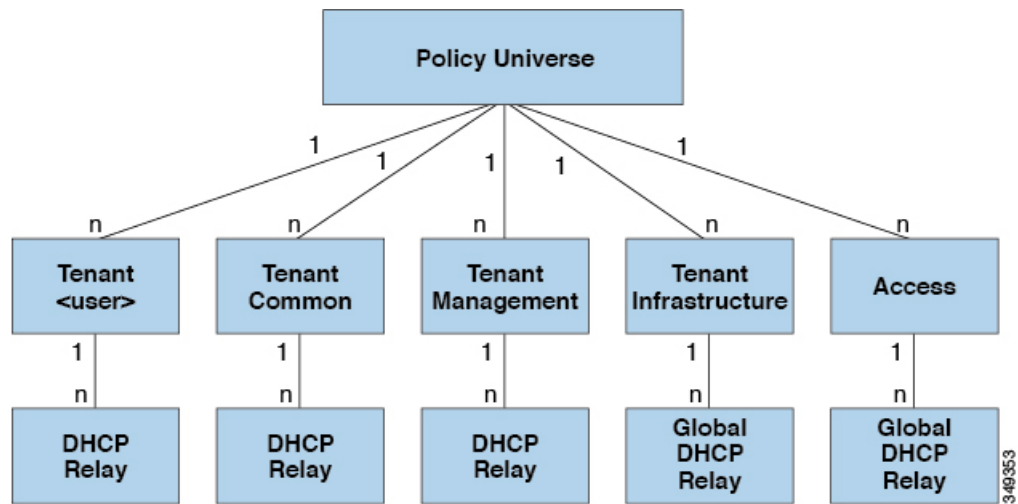 Policy Universe
1 1 1 1 1
n n n n n
Tenant
<user>
Tenant
Common
Tenant
Management
Tenant
Infrastructure
Access
1 1 1 1 1
n n n n n
DHCP
Relay
DHCP
Relay
DHCP
Relay
Global
DHCP
Relay
Global
DHCP
Relay
349353